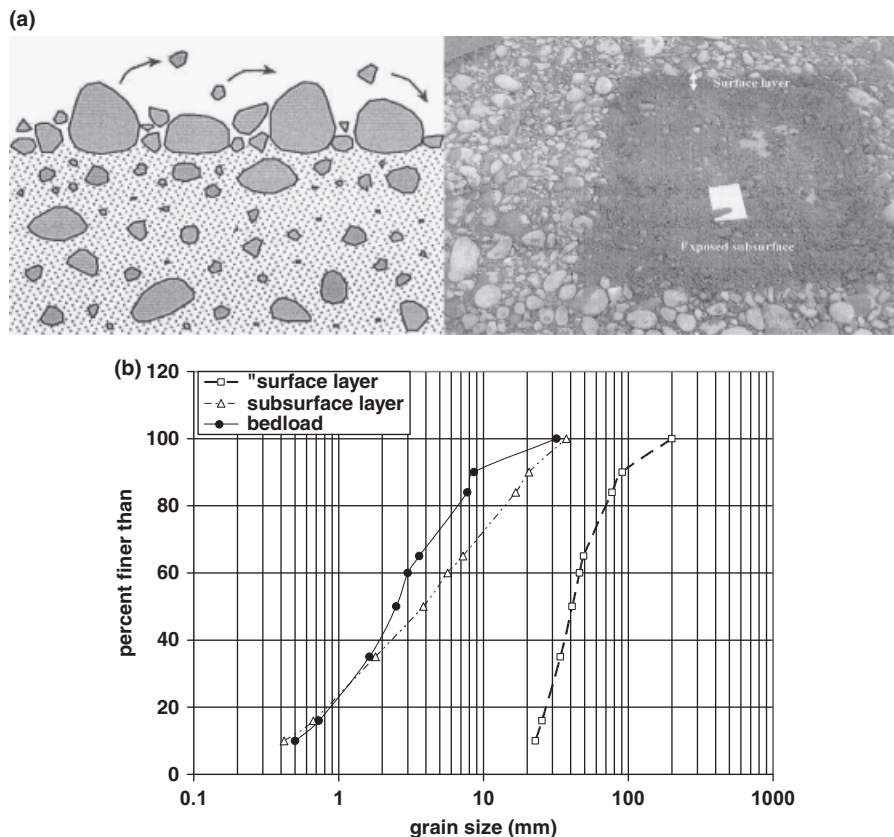 (a)
Surface layer
Exposed subsurface
(b)
120
"surface layer
subsurface layer
bedload
100
80
60
40
20
0
percent finer than
0.1
1
10
100
1000
grain size (mm)